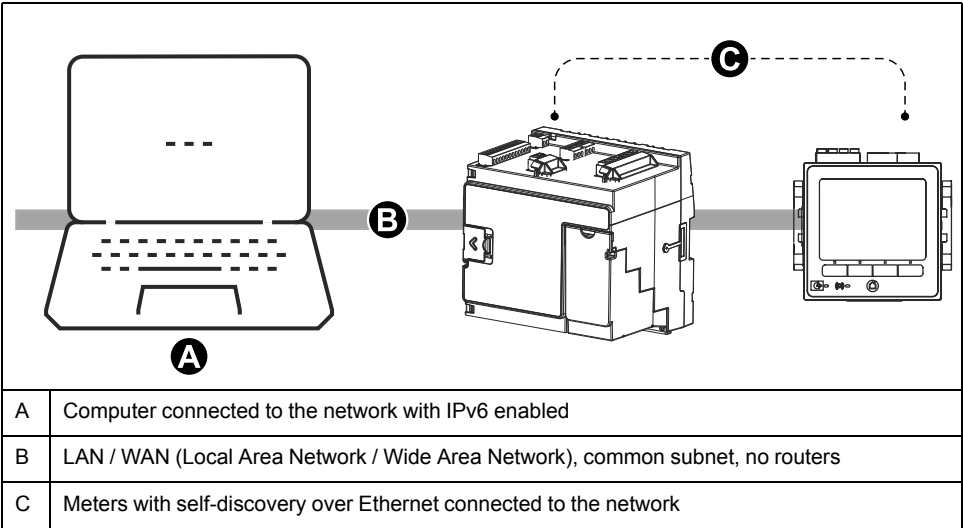 C
B
A
A Computer connected to the network with IPv6 enabled
B LAN / WAN (Local Area Network / Wide Area Network), common subnet, no routers
C Meters with self-discovery over Ethernet connected to the network